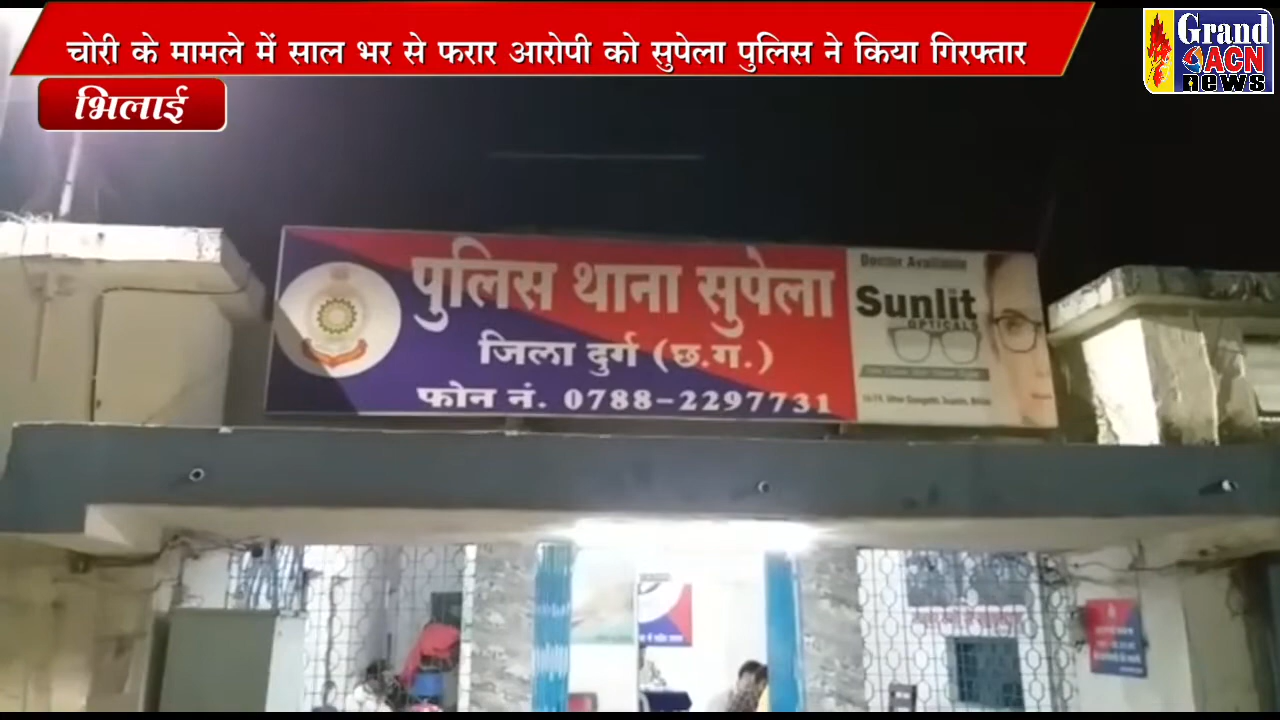 चोरी के मामले में साल भर से फरार आरोपी को सुपेला पुलिस ने किया गिरफ्तार
Grand
ACN
news
भिलाई
पुलिस थाना सुपेला
जिला दुर्ग (छ.ग.)
फोन नं. 0788-2297731
Doctor Available
Sunlit
OPTICALS